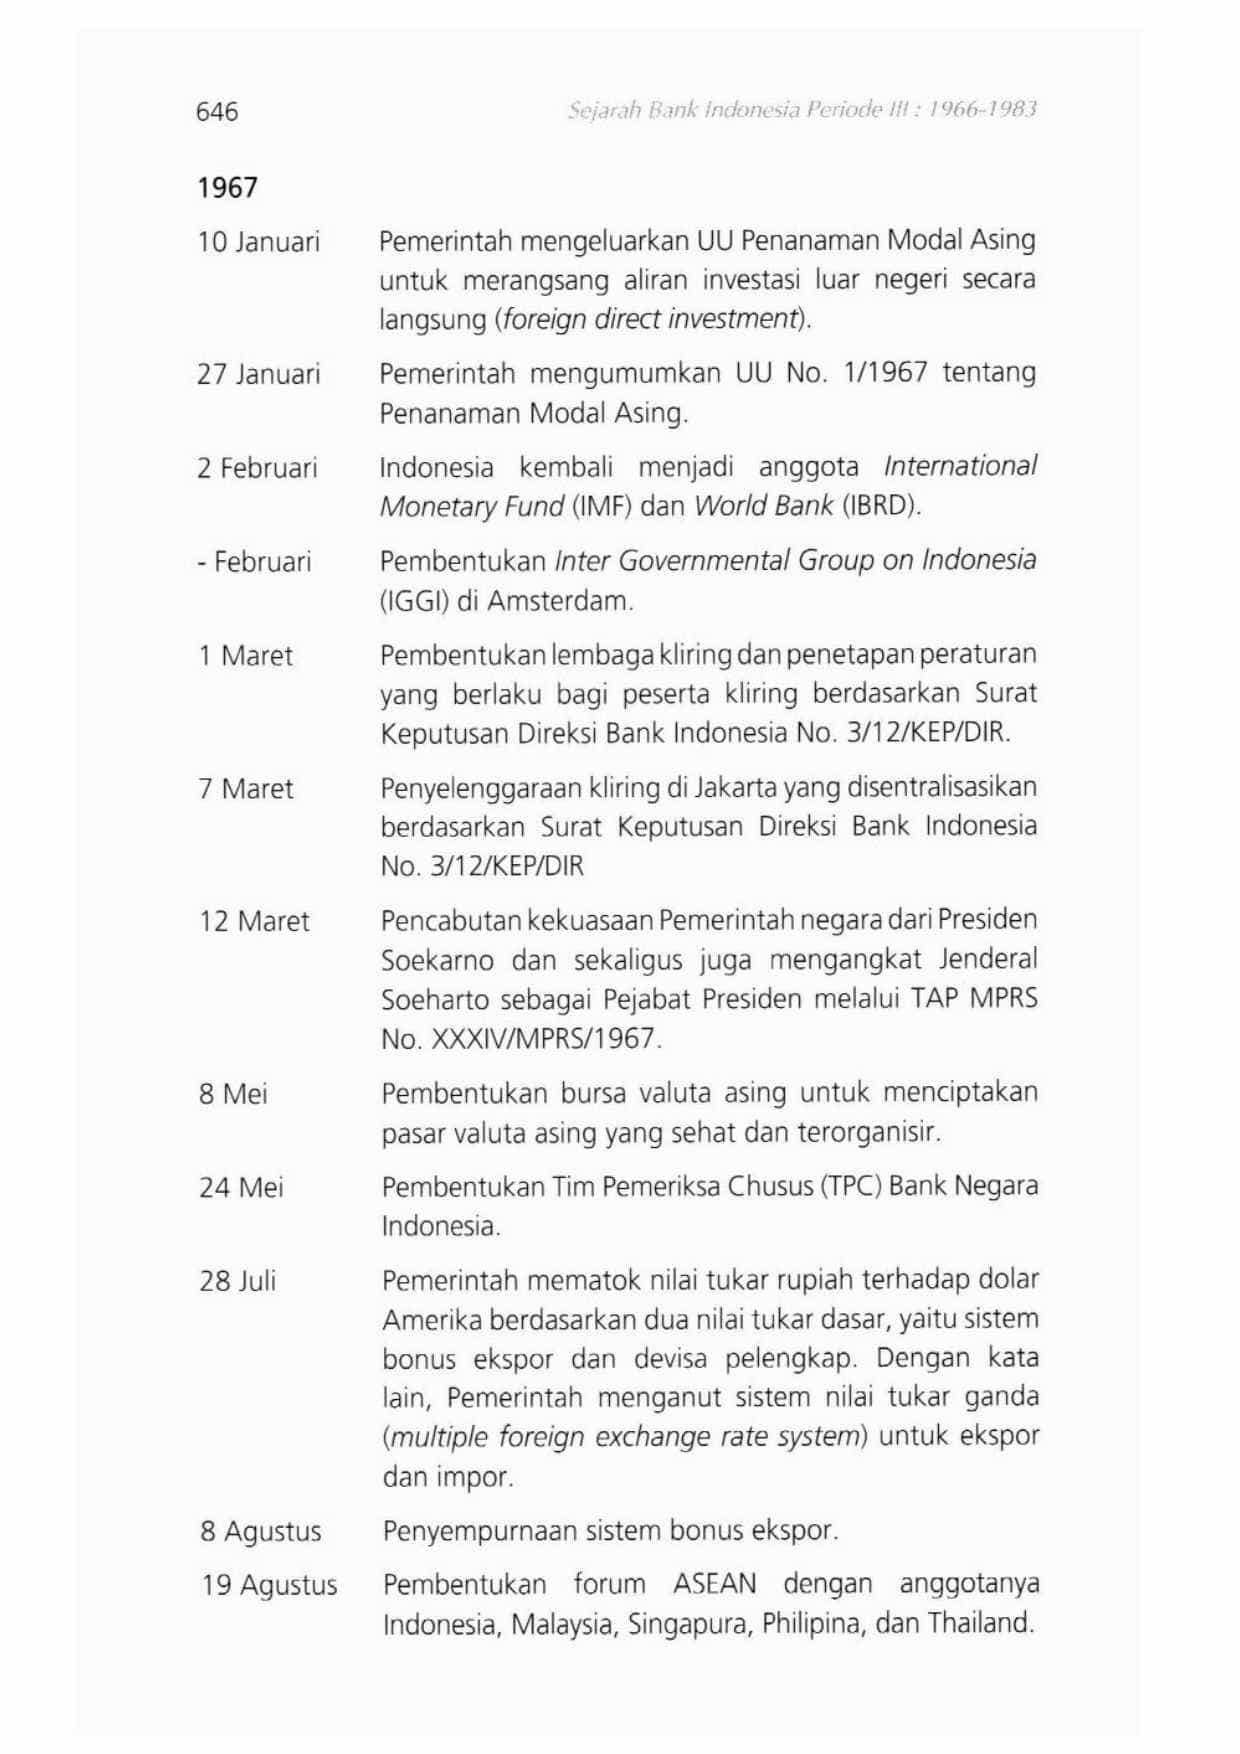 646
Sejarah Bank Indonesia Periode III : 1966-1983
1967
10 Januari Pemerintah mengeluarkan UU Penanaman Modal Asing
untuk merangsang aliran investasi luar negeri secara
langsung (foreign direct investment).
27 Januari Pemerintah mengumumkan UU No. 1/1967 tentang
Penanaman Modal Asing.
2 Februari Indonesia kembali menjadi anggota International
Monetary Fund (IMF) dan World Bank (IBRD).
- Februari Pembentukan Inter Governmental Group on Indonesia
(IGGI) di Amsterdam.
1 Maret Pembentukan lembaga kliring dan penetapan peraturan
yang berlaku bagi peserta kliring berdasarkan Surat
Keputusan Direksi Bank Indonesia No. 3/12/KEP/DIR.
7 Maret Penyelenggaraan kliring di Jakarta yang disentralisasikan
berdasarkan Surat Keputusan Direksi Bank Indonesia
No. 3/12/KEP/DIR
12 Maret Pencabutan kekuasaan Pemerintah negara dari Presiden
Soekarno dan sekaligus juga mengangkat Jenderal
Soeharto sebagai Pejabat Presiden melalui TAP MPRS
No. XXXIV/MPRS/1967.
8 Mei Pembentukan bursa valuta asing untuk menciptakan
pasar valuta asing yang sehat dan terorganisir.
24 Mei Pembentukan Tim Pemeriksa Chusus (TPC) Bank Negara
Indonesia.
28 Juli Pemerintah mematok nilai tukar rupiah terhadap dolar
Amerika berdasarkan dua nilai tukar dasar, yaitu sistem
bonus ekspor dan devisa pelengkap. Dengan kata
lain, Pemerintah menganut sistem nilai tukar ganda
(multiple foreign exchange rate system) untuk ekspor
dan impor.
8 Agustus Penyempurnaan sistem bonus ekspor.
19 Agustus Pembentukan forum ASEAN dengan anggotanya
Indonesia, Malaysia, Singapura, Philipina, dan Thailand.